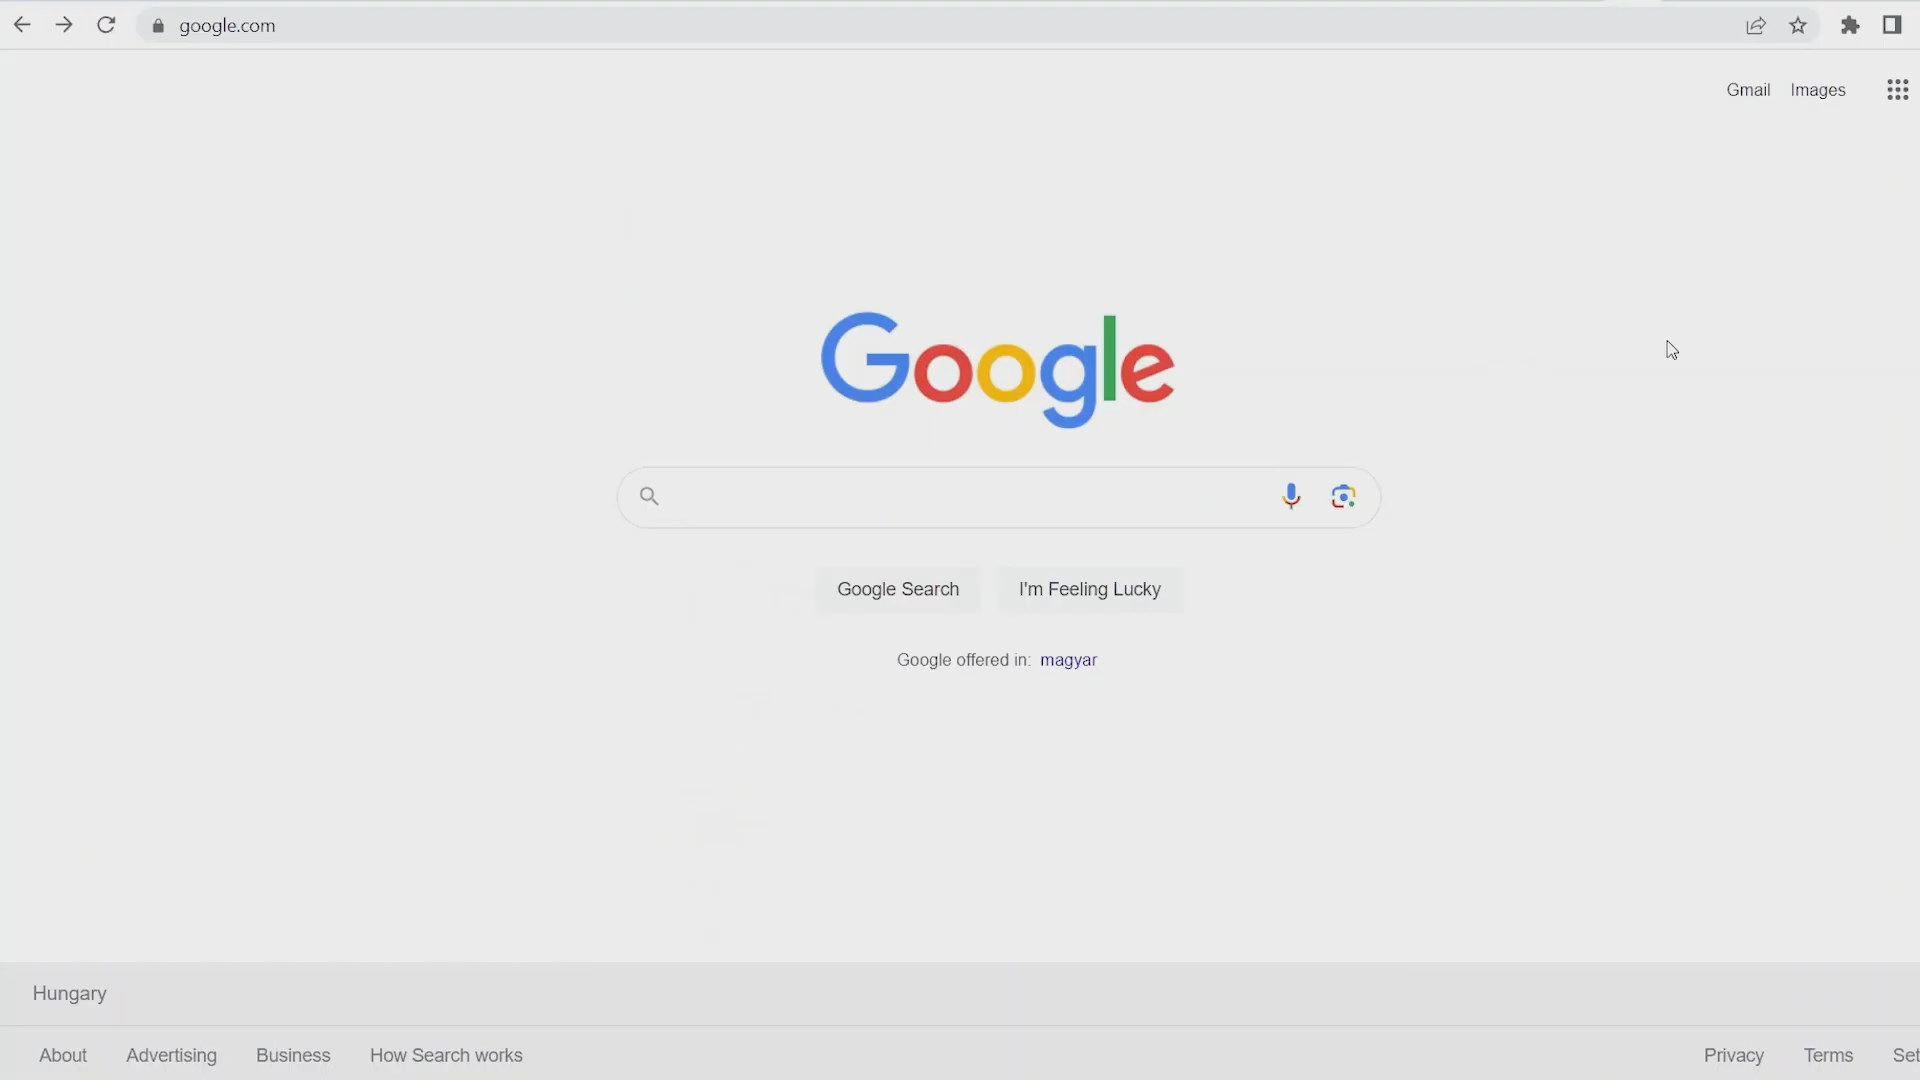 google.com
Gmail Images
Google
Google Search I'm Feeling Lucky
Google offered in: magyar
Hungary
About Advertising Business How Search works Privacy Terms Set